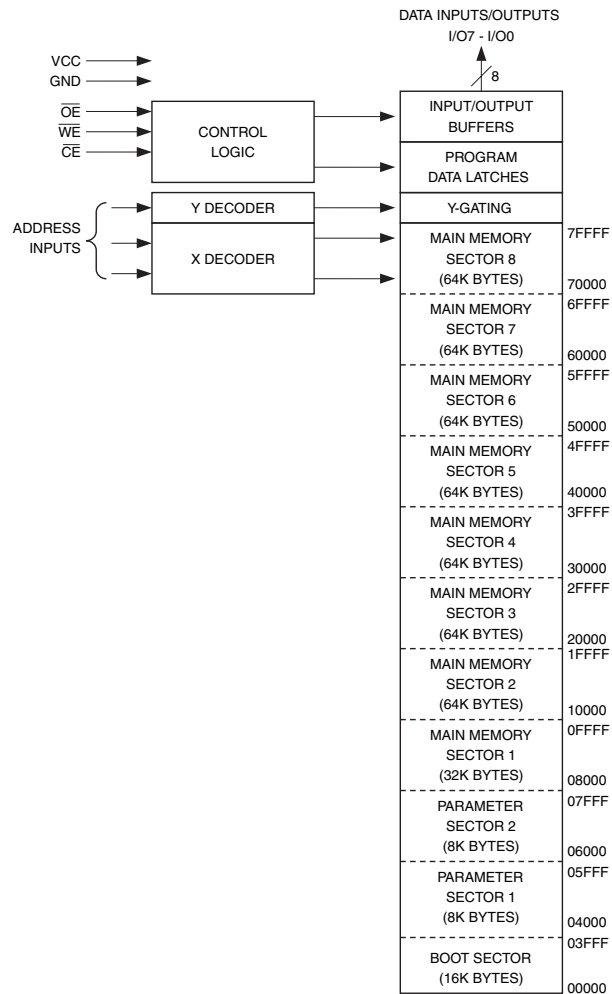 DATA INPUTS/OUTPUTS
I/O7 - I/O0
8
VCC
GND
O̅E̅
W̅E̅
C̅E̅
CONTROL
LOGIC
INPUT/OUTPUT
BUFFERS
PROGRAM
DATA LATCHES
ADDRESS
INPUTS
Y DECODER
X DECODER
Y-GATING
MAIN MEMORY
SECTOR 8
(64K BYTES)
7FFFF
70000
MAIN MEMORY
SECTOR 7
(64K BYTES)
6FFFF
60000
MAIN MEMORY
SECTOR 6
(64K BYTES)
5FFFF
50000
MAIN MEMORY
SECTOR 5
(64K BYTES)
4FFFF
40000
MAIN MEMORY
SECTOR 4
(64K BYTES)
3FFFF
30000
MAIN MEMORY
SECTOR 3
(64K BYTES)
2FFFF
20000
MAIN MEMORY
SECTOR 2
(64K BYTES)
1FFFF
10000
MAIN MEMORY
SECTOR 1
(32K BYTES)
0FFFF
08000
PARAMETER
SECTOR 2
(8K BYTES)
07FFF
06000
PARAMETER
SECTOR 1
(8K BYTES)
05FFF
04000
BOOT SECTOR
(16K BYTES)
03FFF
00000